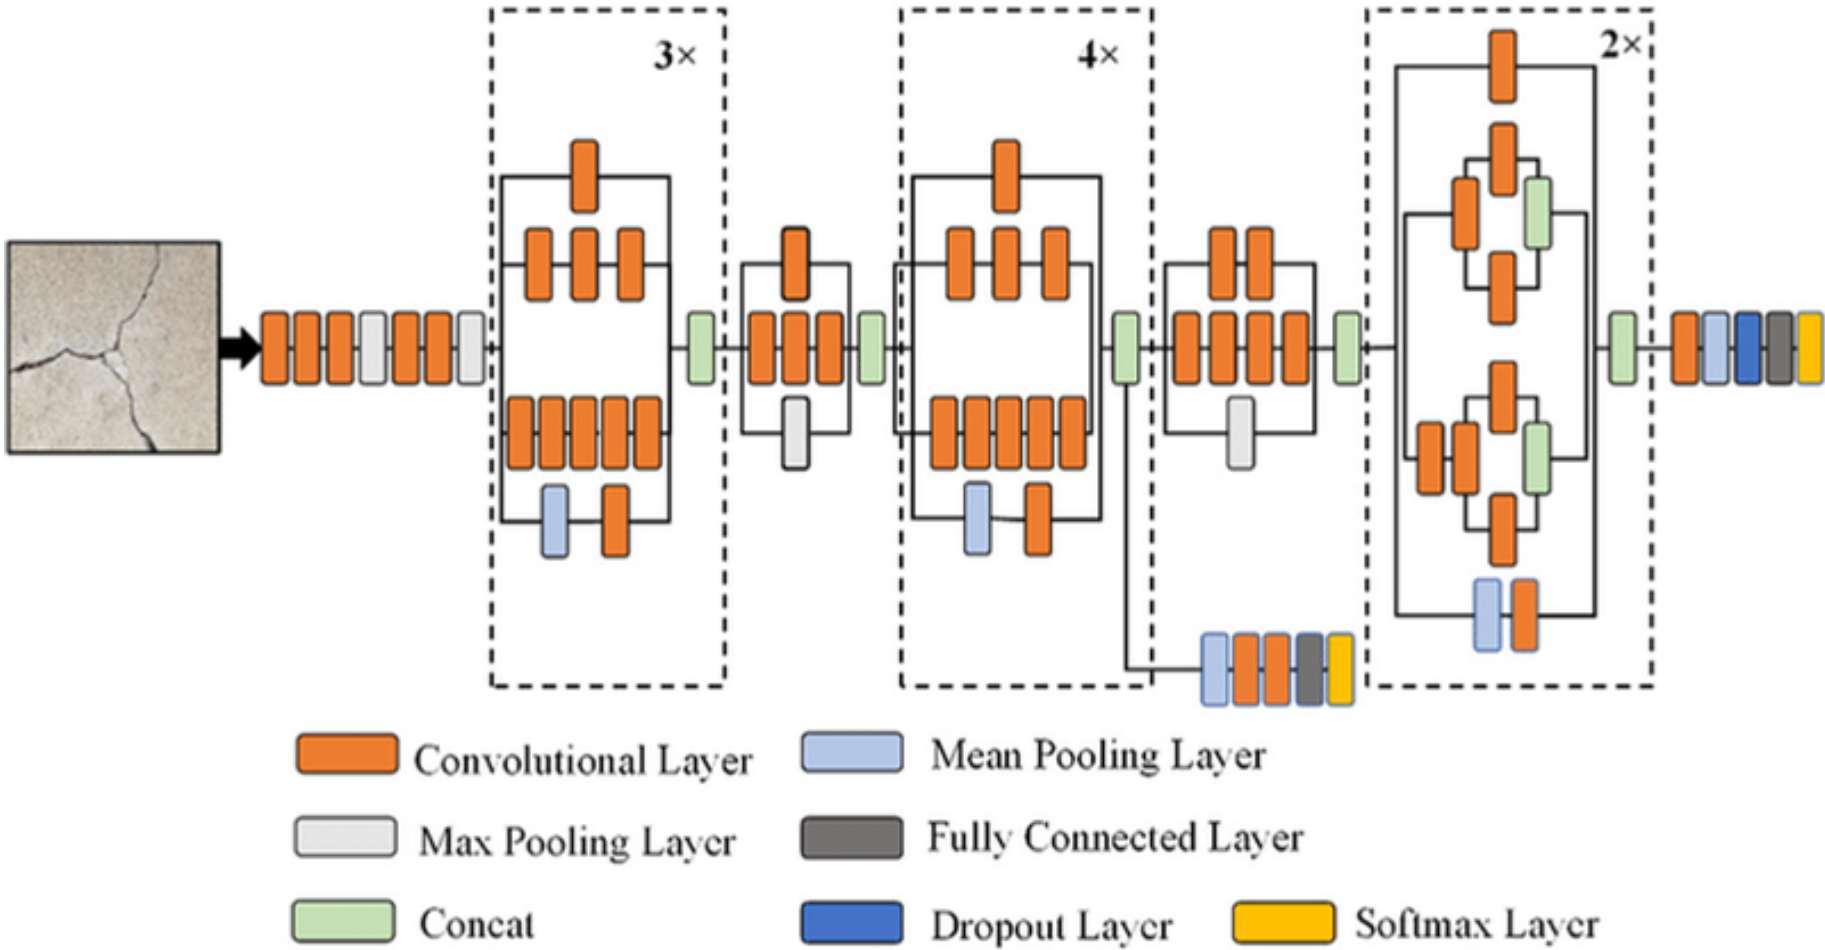 3×
4×
2×
Convolutional Layer
Mean Pooling Layer
Max Pooling Layer
Fully Connected Layer
Concat
Dropout Layer
Softmax Layer